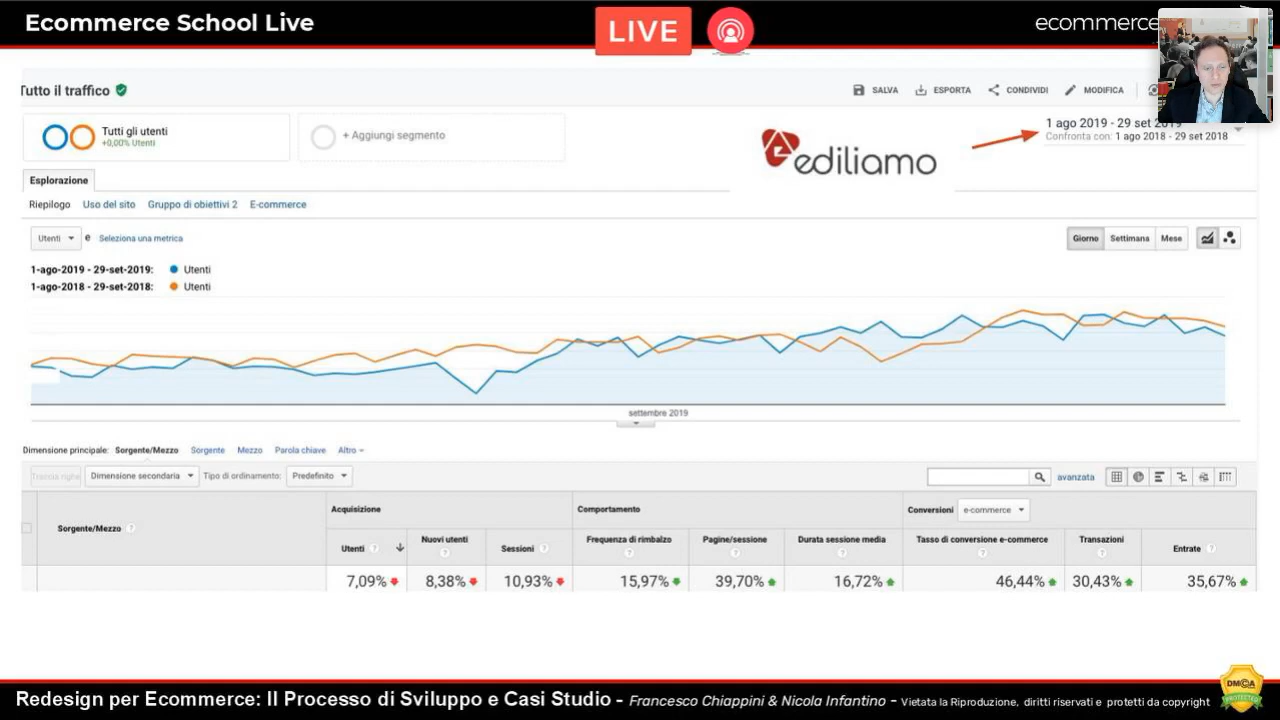 Ecommerce School Live
LIVE
ecommerce
Tutto il traffico
SALVA
ESPORTA
CONDIVIDI
MODIFICA
Tutti gli utenti
+0,00% Utenti
+ Aggiungi segmento
ediliamo
1 ago 2019 - 29 set 2019
Confronta con: 1 ago 2018 - 29 set 2018
Esplorazione
Riepilogo Uso del sito Gruppo di obiettivi 2 E-commerce
Utenti e Seleziona una metrica
Giorno Settimana Mese
1-ago-2019 - 29-set-2019: Utenti
1-ago-2018 - 29-set-2018: Utenti
settembre 2019
Dimensione principale: Sorgente/Mezzo Sorgente Mezzo Parola chiave Altro
Traccia righe Dimensione secondaria Tipo di ordinamento: Predefinito
avanzata
Sorgente/Mezzo ?
Acquisizione
Comportamento
Conversioni e-commerce
Utenti ?
Nuovi utenti ?
Sessioni ?
Frequenza di rimbalzo ?
Pagine/sessione ?
Durata sessione media ?
Tasso di conversione e-commerce ?
Transazioni ?
Entrate ?
7,09% 8,38% 10,93% 15,97% 39,70% 16,72% 46,44% 30,43% 35,67%
Redesign per Ecommerce: Il Processo di Sviluppo e Casi Studio - Francesco Chiappini & Nicola Infantino - Vietata la Riproduzione, diritti riservati e protetti da copyright
DMCA
PROTECTED